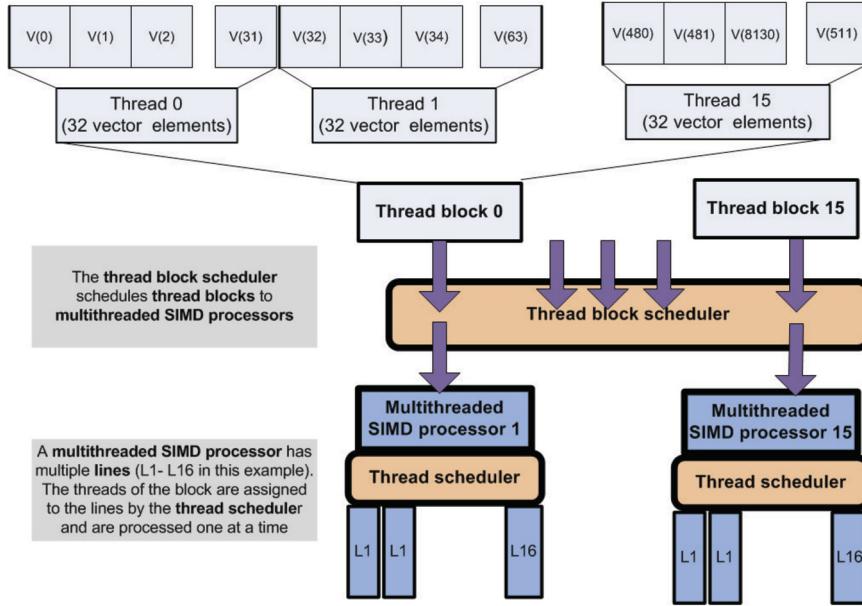 V(0) V(1) V(2) V(31) V(32) V(33) V(34) V(63) V(480) V(481) V(8130) V(511)
Thread 0
(32 vector elements)
Thread 1
(32 vector elements)
Thread 15
(32 vector elements)
Thread block 0
Thread block 15
The thread block scheduler
schedules thread blocks to
multithreaded SIMD processors
Thread block scheduler
Multithreaded
SIMD processor 1
Multithreaded
SIMD processor 15
A multithreaded SIMD processor has
multiple lines (L1- L16 in this example).
The threads of the block are assigned
to the lines by the thread scheduler
and are processed one at a time
Thread scheduler
Thread scheduler
L1 L1 L16
L1 L1 L16